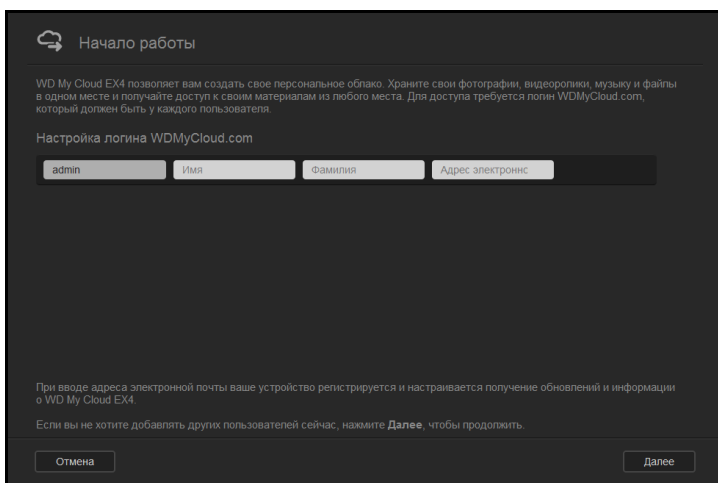 Начало работы
WD My Cloud EX4 позволяет вам создать свое персональное облако. Храните свои фотографии, видеоролики, музыку и файлы
в одном месте и получайте доступ к своим материалам из любого места. Для доступа требуется логин WDMyCloud.com,
который должен быть у каждого пользователя.
Настройка логина WDMyCloud.com
admin Имя Фамилия Адрес электроннс
При вводе адреса электронной почты ваше устройство регистрируется и настраивается получение обновлений и информации
о WD My Cloud EX4.
Если вы не хотите добавлять других пользователей сейчас, нажмите Далее, чтобы продолжить.
Отмена Далее